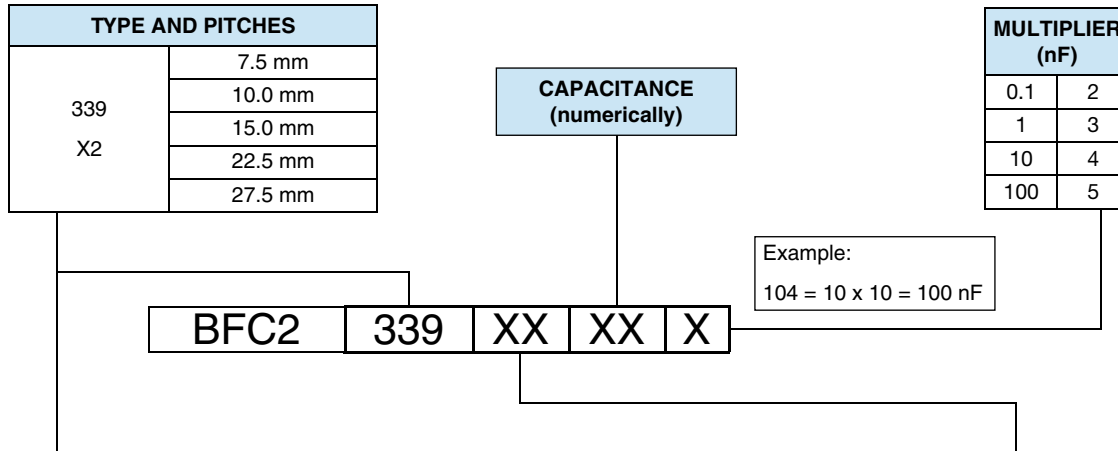 TYPE AND PITCHES
339
X2
7.5 mm
10.0 mm
15.0 mm
22.5 mm
27.5 mm
CAPACITANCE
(numerically)
MULTIPLIER
(nF)
0.1 2
1 3
10 4
100 5
Example:
104 = 10 x 10 = 100 nF
BFC2 339 XX XX X